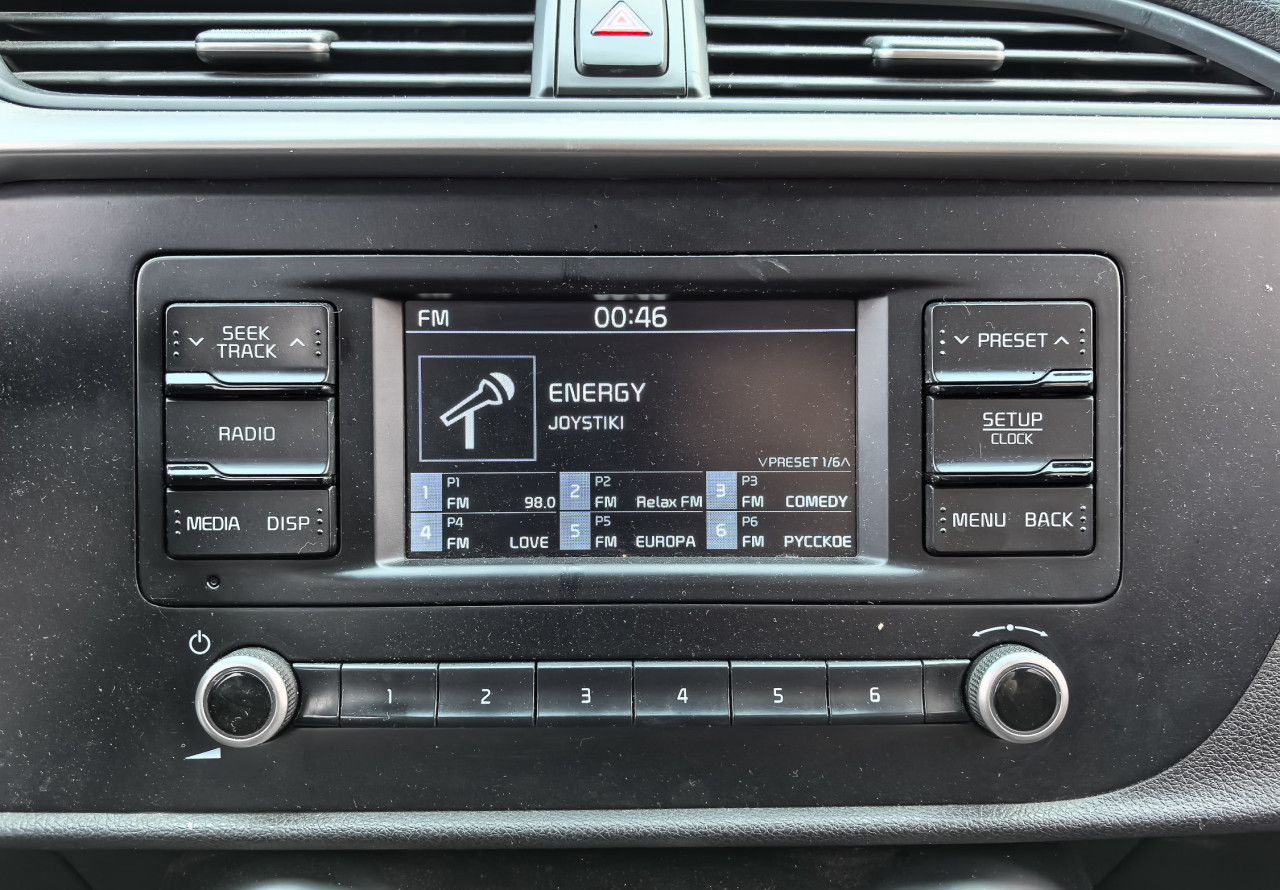 SEEK
TRACK
RADIO
MEDIA DISP
FM 00:46
ENERGY
JOYSTIKI
PRESET 1/6
1 P1 FM 98.0
2 P2 FM Relax FM
3 P3 FM COMEDY
4 P4 FM LOVE
5 P5 FM EUROPA
6 P6 FM РУССКОЕ
PRESET
SETUP
CLOCK
MENU BACK
1 2 3 4 5 6